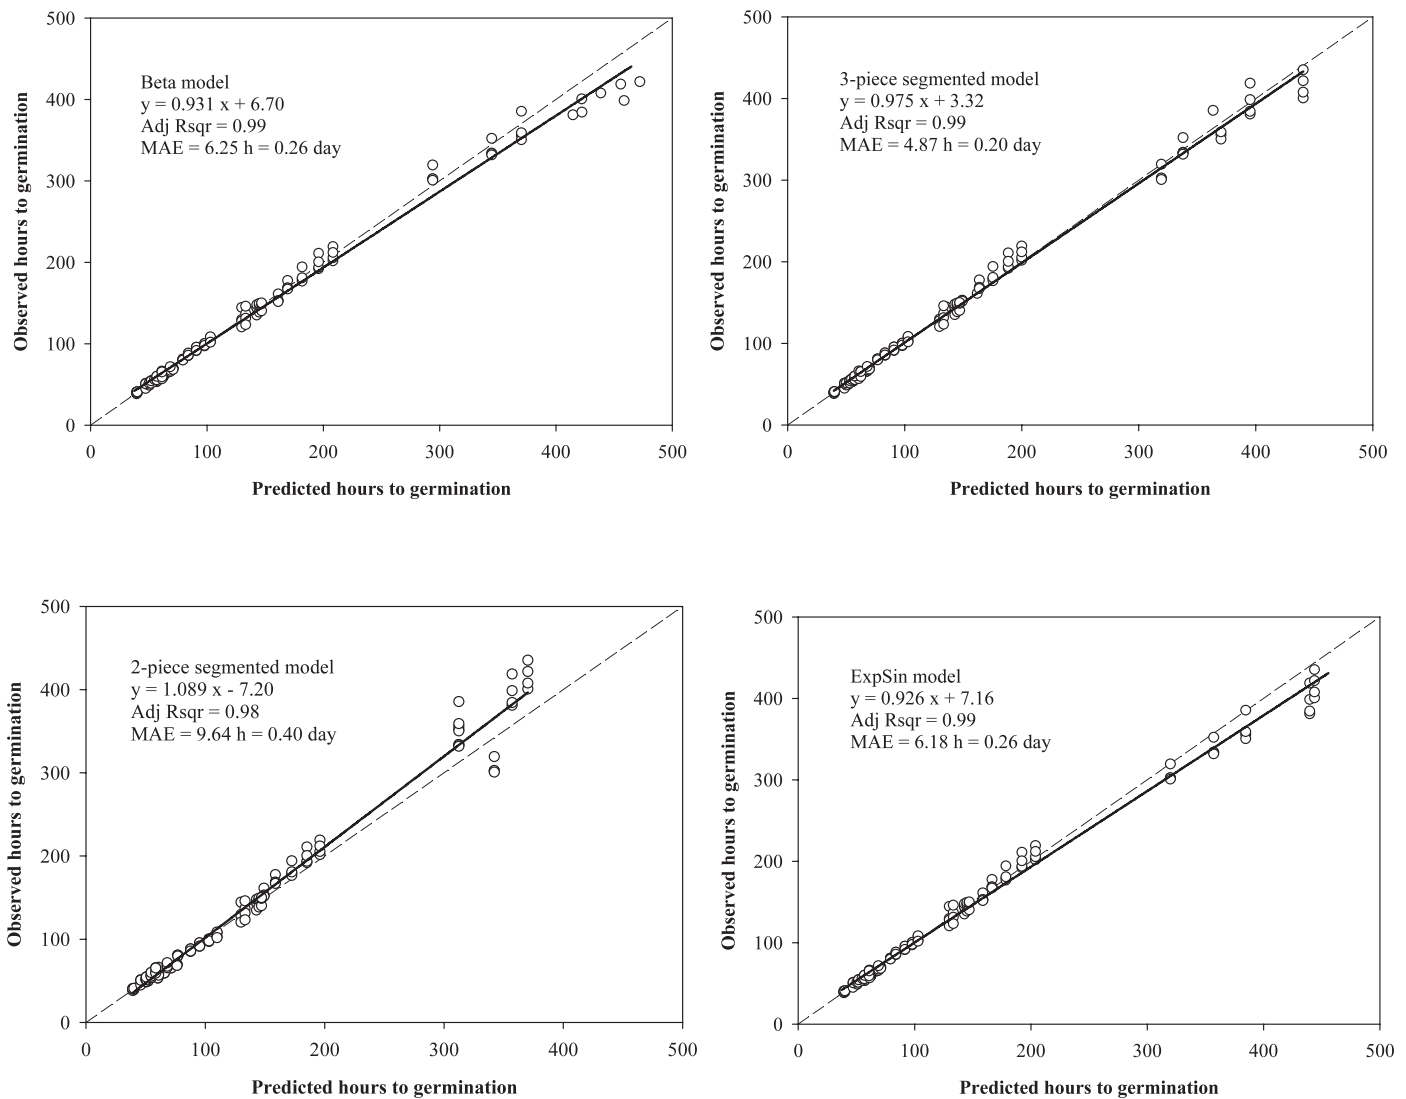 500
400
300
200
100
0
Observed hours to germination
Beta model
y = 0.931 x + 6.70
Adj Rsqr = 0.99
MAE = 6.25 h = 0.26 day
0 100 200 300 400 500
Predicted hours to germination
500
400
300
200
100
0
Observed hours to germination
3-piece segmented model
y = 0.975 x + 3.32
Adj Rsqr = 0.99
MAE = 4.87 h = 0.20 day
0 100 200 300 400 500
Predicted hours to germination
500
400
300
200
100
0
Observed hours to germination
2-piece segmented model
y = 1.089 x - 7.20
Adj Rsqr = 0.98
MAE = 9.64 h = 0.40 day
0 100 200 300 400 500
Predicted hours to germination
500
400
300
200
100
0
Observed hours to germination
ExpSin model
y = 0.926 x + 7.16
Adj Rsqr = 0.99
MAE = 6.18 h = 0.26 day
0 100 200 300 400 500
Predicted hours to germination